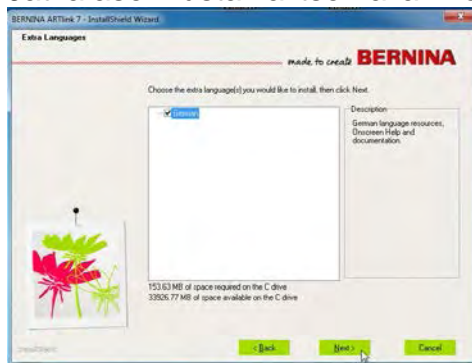 BERNINA ARTlink 7 - InstallShield Wizard
Extra Languages
made to create BERNINA
Choose the extra language(s) you would like to install, then click Next.
German
Description
German language resources,
Onscreen Help and
documentation.
153.63 MB of space required on the C drive
33926.77 MB of space available on the C drive
InstallShield
< Back
Next >
Cancel